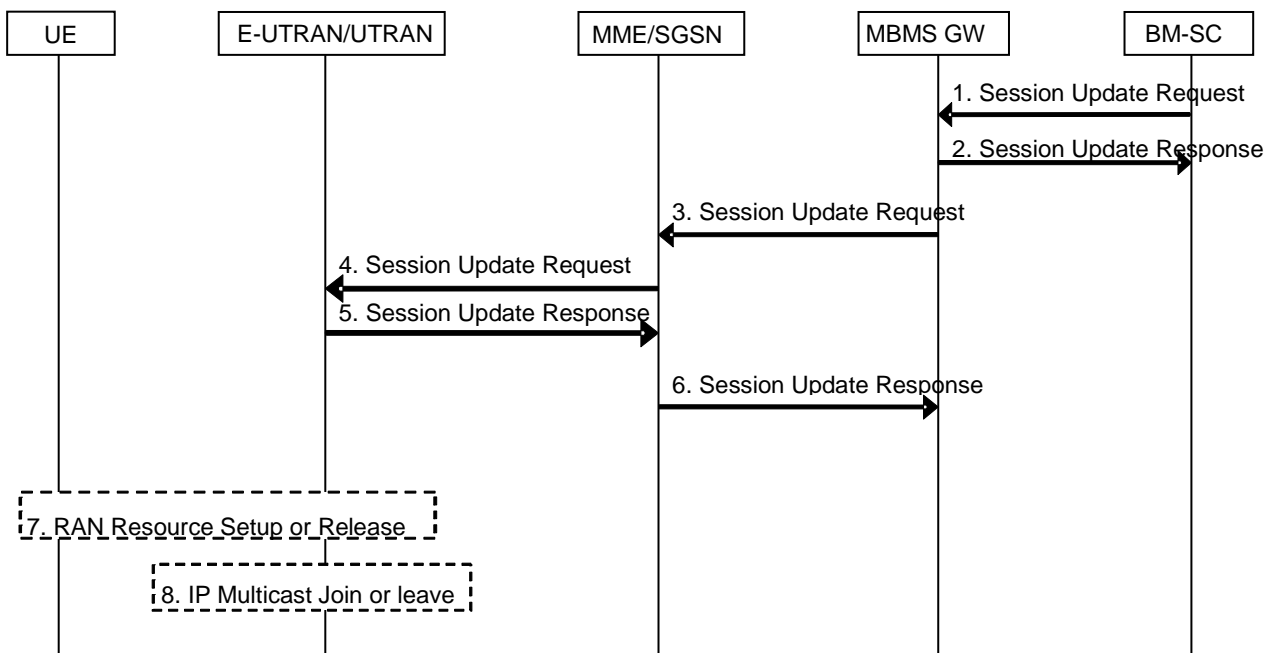 UE
E-UTRAN/UTRAN
MME/SGSN
MBMS GW
BM-SC
1. Session Update Request
2. Session Update Response
3. Session Update Request
4. Session Update Request
5. Session Update Response
6. Session Update Response
7. RAN Resource Setup or Release
8. IP Multicast Join or leave